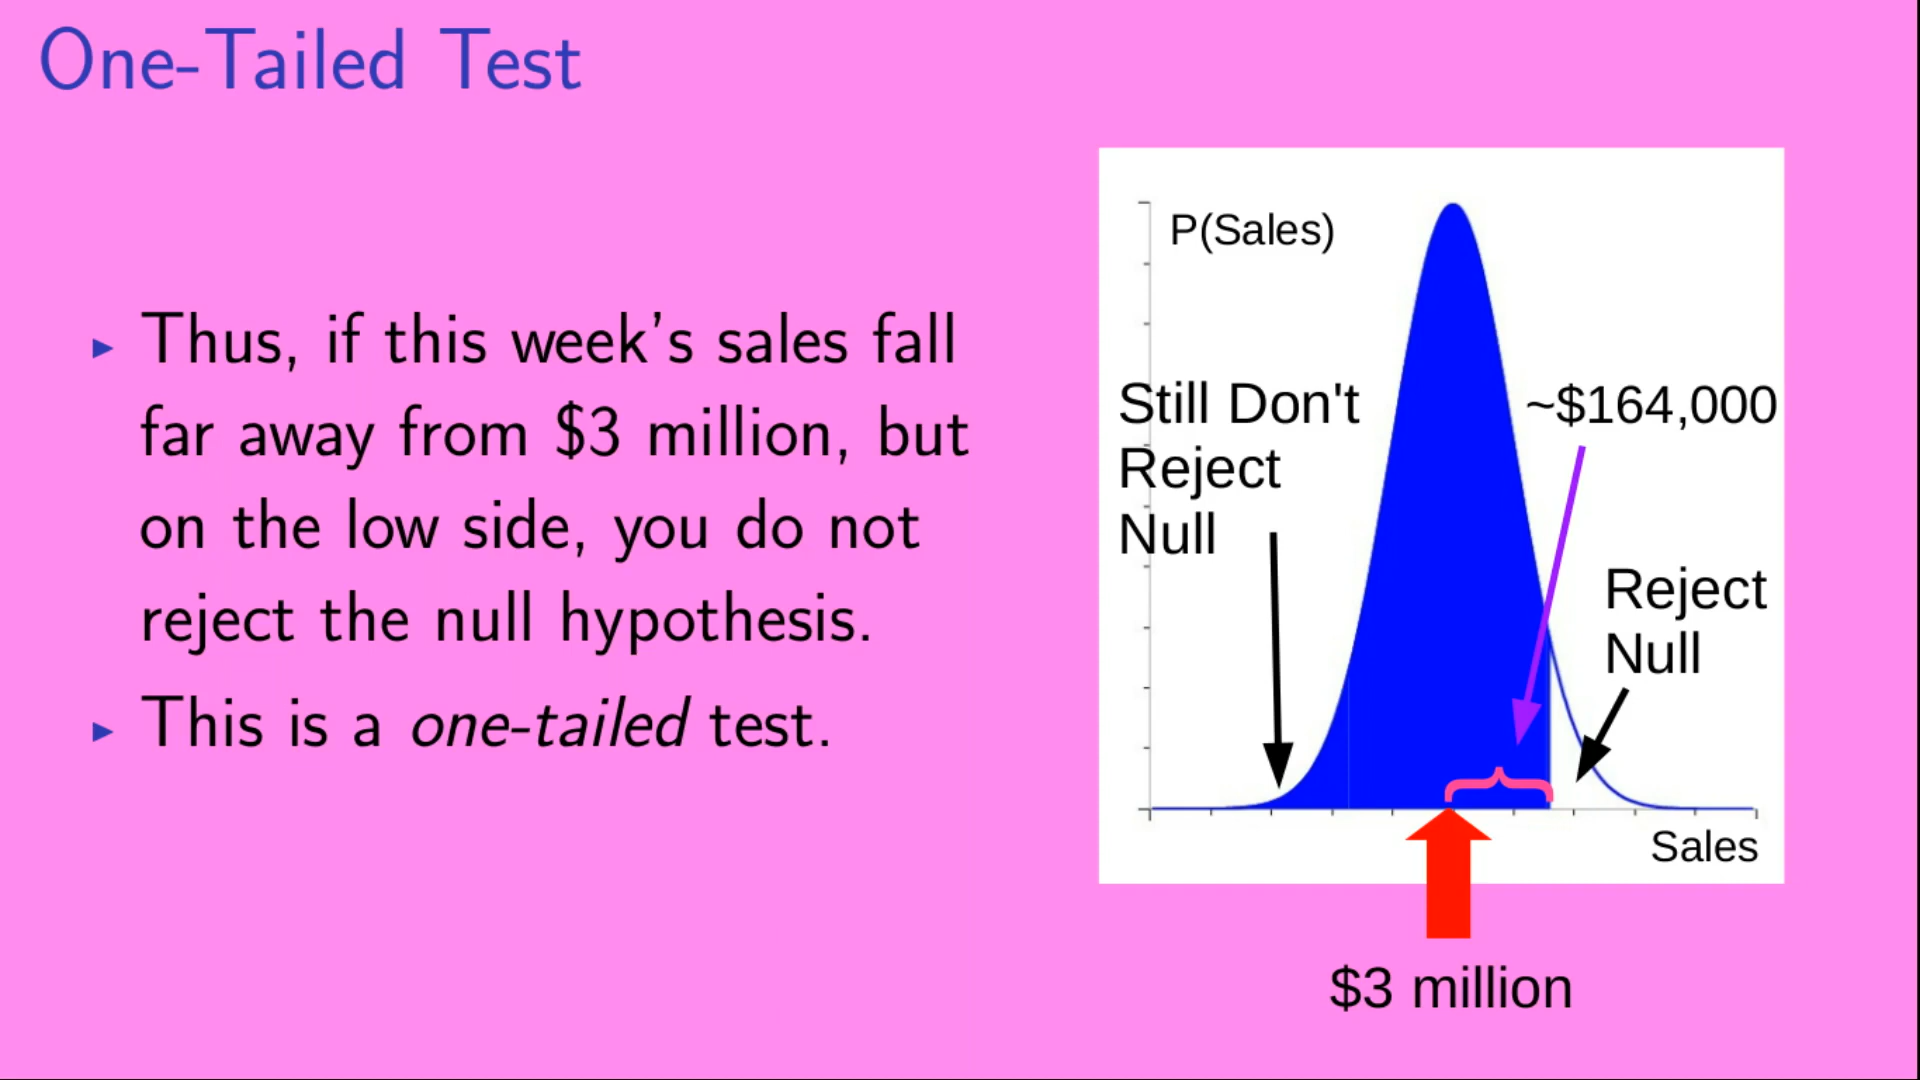 One-Tailed Test
Thus, if this week's sales fall
far away from $3 million, but
on the low side, you do not
reject the null hypothesis.
This is a one-tailed test.
P(Sales)
Still Don't
Reject
Null
~$164,000
Reject
Null
Sales
$3 million